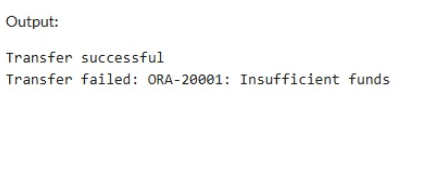 Output:
Transfer successful
Transfer failed: ORA-20001: Insufficient funds